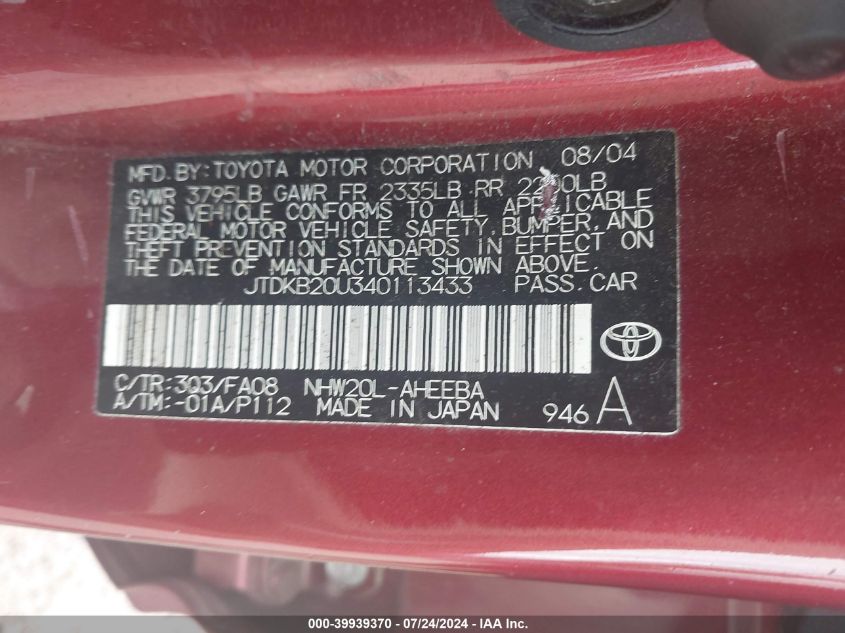 MFD. BY: TOYOTA MOTOR CORPORATION 08/04
GVWR 3795LB GAWR FR 2335LB RR
THIS VEHICLE CONFORMS TO ALL APPLICABLE
FEDERAL MOTOR VEHICLE SAFETY, BUMPER, AND
THEFT PREVENTION STANDARDS IN EFFECT ON
THE DATE OF MANUFACTURE SHOWN ABOVE.
JTDKB20U340113433 PASS. CAR
C/TR: 3Q3/FA08 NHW20L-AHEEBA
A/TM: -01A/P112 MADE IN JAPAN 946 A
000-39939370 - 07/24/2024 - IAAI Inc.